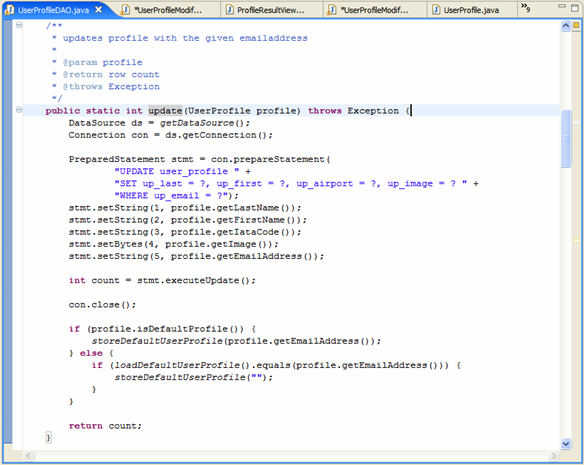 UserProfileDAO.java
*UserProfileModif...
ProfileResultView...
*UserProfileModif...
UserProfile.java
»9
/**
 * updates profile with the given emailaddress
 *
 * @param profile
 * @return row count
 * @throws Exception
 */
public static int update(UserProfile profile) throws Exception {
    DataSource ds = getDataSource();
    Connection con = ds.getConnection();

    PreparedStatement stmt = con.prepareStatement(
            "UPDATE user_profile " +
            "SET up_last = ?, up_first = ?, up_airport = ?, up_image = ? " +
            "WHERE up_email = ?");
    stmt.setString(1, profile.getLastName());
    stmt.setString(2, profile.getFirstName());
    stmt.setString(3, profile.getIataCode());
    stmt.setBytes(4, profile.getImage());
    stmt.setString(5, profile.getEmailAddress());

    int count = stmt.executeUpdate();

    con.close();

    if (profile.isDefaultProfile()) {
        storeDefaultUserProfile(profile.getEmailAddress());
    } else {
        if (loadDefaultUserProfile().equals(profile.getEmailAddress())) {
            storeDefaultUserProfile("");
        }
    }

    return count;
}